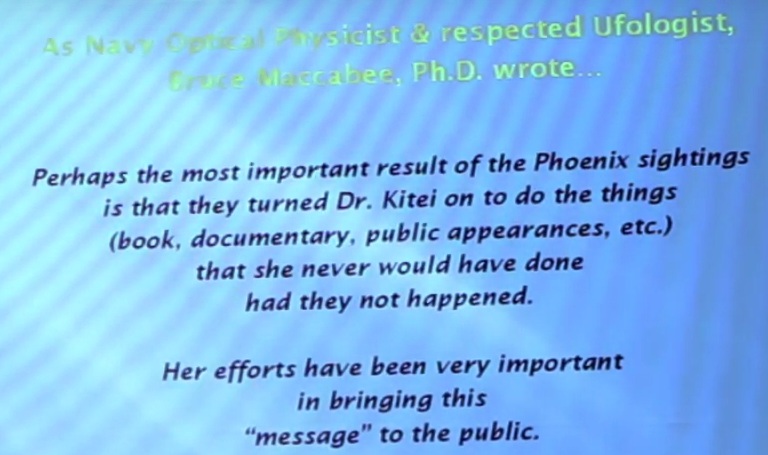 As Navy Optical Physicist & respected Ufologist,
Bruce Maccabee, Ph.D. wrote...
Perhaps the most important result of the Phoenix sightings
is that they turned Dr. Kitei on to do the things
(book, documentary, public appearances, etc.)
that she never would have done
had they not happened.
Her efforts have been very important
in bringing this
“message” to the public.